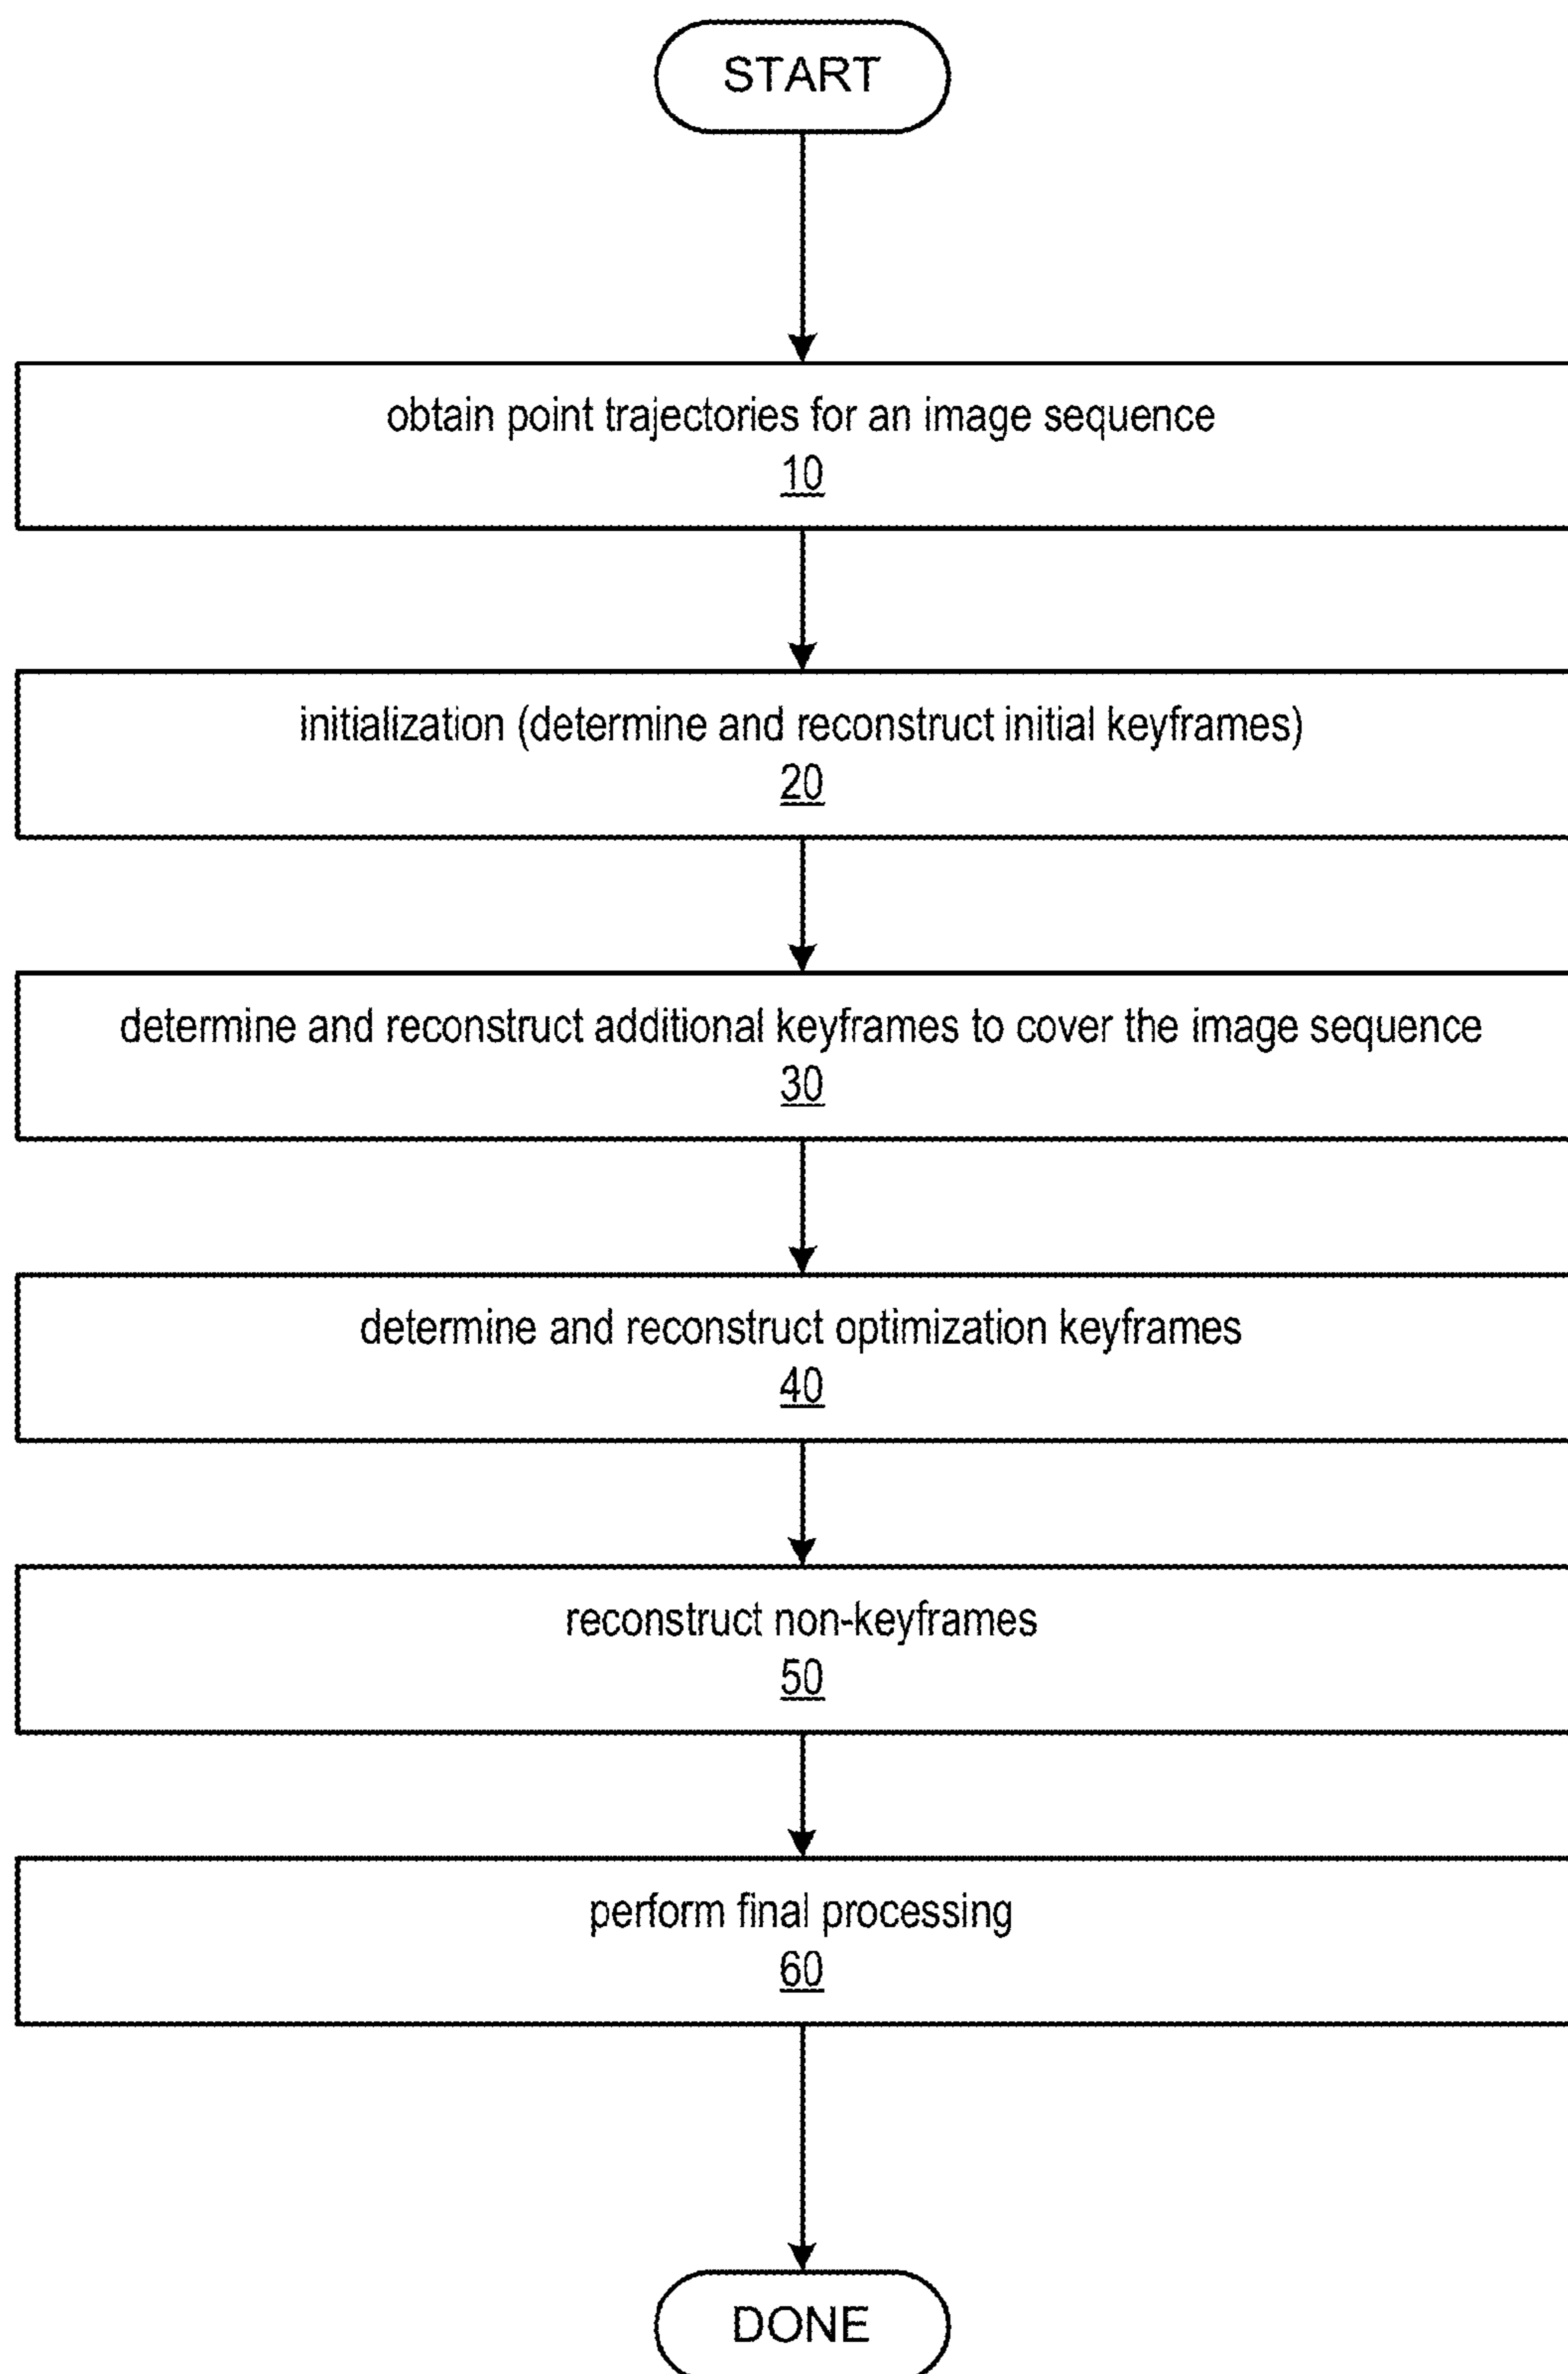 START
obtain point trajectories for an image sequence
10
initialization (determine and reconstruct initial keyframes)
20
determine and reconstruct additional keyframes to cover the image sequence
30
determine and reconstruct optimization keyframes
40
reconstruct non-keyframes
50
perform final processing
60
DONE